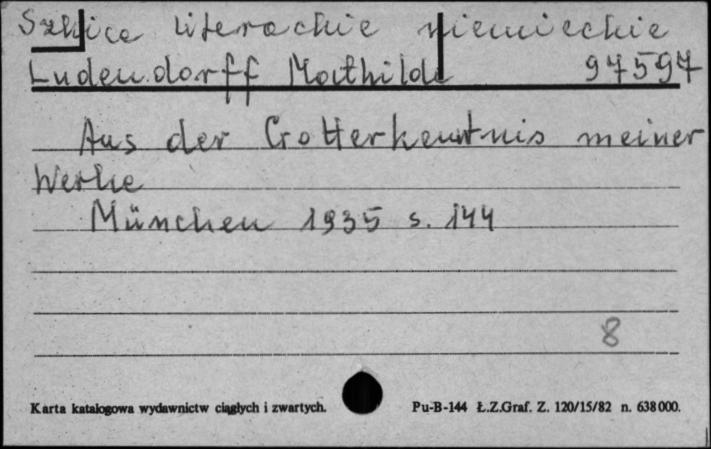 Szkice literackie niemieckie
Ludendorff Mathilde 97597
Aus der Gotterkenntnis meiner
Werke
München 1935 s. 144
8
Karta katalogowa wydawnictw ciągłych i zwartych. Pu-B-144 Ł.Z.Graf. Z. 120/15/82 n. 638000.